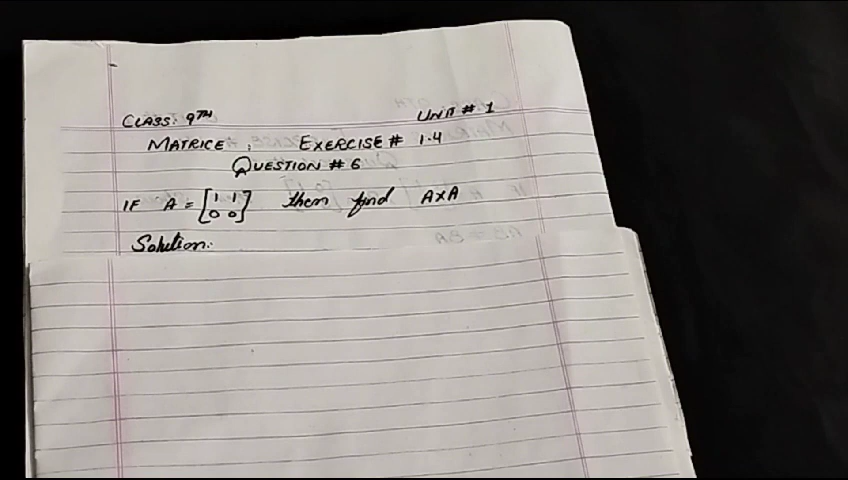 CLASS: 9TH UNIT # 1
MATRICE : EXERCISE # 1.4
QUESTION # 6
IF A = [1 1 0 0] then find A×A
Solution: